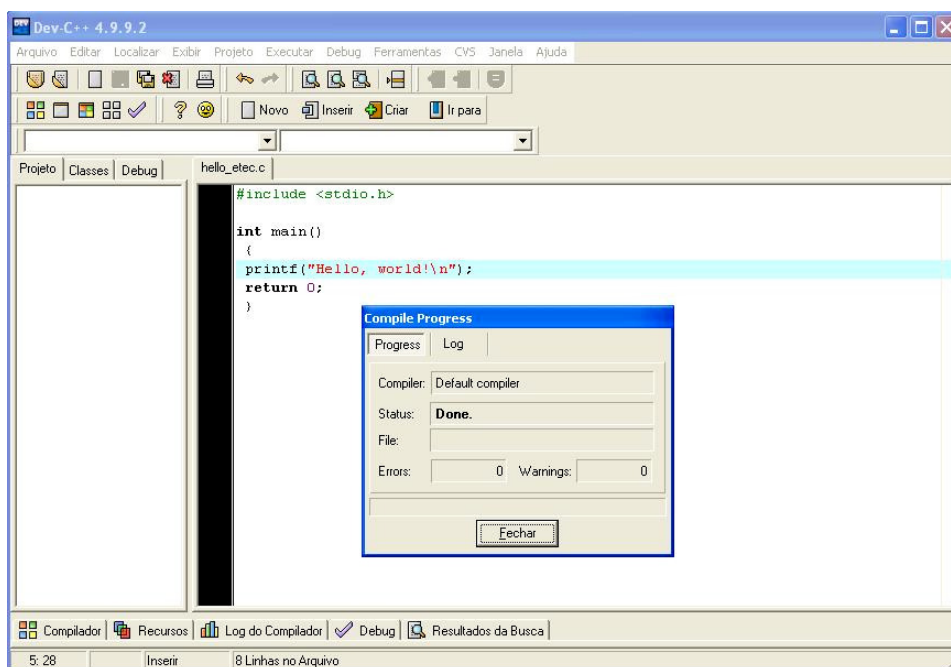 Dev-C++ 4.9.9.2
Arquivo Editar Localizar Exibir Projeto Executar Debug Ferramentas CVS Janela Ajuda
Novo Inserir Criar Ir para
Projeto Classes Debug hello_etec.c
#include <stdio.h>
int main()
{
printf("Hello, world!\n");
return 0;
}
Compile Progress
Progress Log
Compiler: Default compiler
Status: Done.
File:
Errors: 0 Warnings: 0
Fechar
Compilador Recursos Log do Compilador Debug Resultados da Busca
5: 28 Inserir 8 Linhas no Arquivo